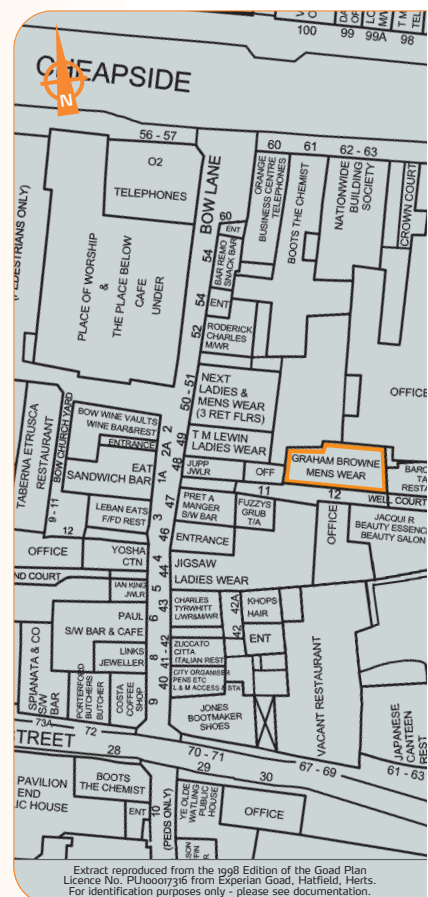 100
99
99A
98
CHEAPSIDE
N
56 - 57
O2
TELEPHONES
BOW LANE
60
60
ORANGE
BUSINESS CENTRE
TELEPHONES
61
BOOTS THE CHEMIST
62 - 63
NATIONWIDE
BUILDING
SOCIETY
CROWN COURT
PLACE OF WORSHIP
&
THE PLACE BELOW
CAFE
UNDER
ENT
54
BAR REMO
SNACK BAR
54
ENT
52
RODERICK
CHARLES
M/WR
OFFICE
50 - 51
NEXT
LADIES &
MENS WEAR
(3 RET FLRS)
TABERNA ETRUSCA
RESTAURANT
9 - 11
BOW CHURCH YARD
BOW WINE VAULTS
WINE BAR&REST
ENTRANCE
2
2A
49
T M LEWIN
LADIES WEAR
48
JUPP
JWLR
OFF
GRAHAM BROWNE
MENS WEAR
EAT
SANDWICH BAR
1A
47
PRET A
MANGER
S/W BAR
FUZZYS
GRUB
T/A
11
12
WELL COURT
LEBAN EATS
F/FD REST
3
46
ENTRANCE
OFFICE
JACQUI R
BEAUTY ESSENCE
BEAUTY SALON
12
OFFICE
YOSHA
CTN
4
44
JIGSAW
LADIES WEAR
ND COURT
IAN KING
JWLR
5
43
CHARLES
TYRWHITT
U/WR&M/WR
42A
KHOPS
HAIR
PAUL
S/W BAR & CAFE
6
42
ENT
41 - 42
ZUCCATO
CITTA
ITALIAN REST
LINKS
JEWELLER
8
40
CITY ORGANISER
PENS ETC
SPIANATA & CO
S/W
BAR
PORTERFORD
BUTCHERS
BUTCHER
COSTA
COFFEE
SHOP
9
JONES
BOOTMAKER
SHOES
VACANT RESTAURANT
JAPANESE
CANTEEN
REST
73A
72
STREET
70 - 71
67 - 69
61 - 63
28
29
30
PAVILION
END
BOOTS
THE CHEMIST
ENT
10
(PEDS ONLY)
YE OLDE
WATLING
PUBLIC
HOUSE
OFFICE
Extract reproduced from the 1998 Edition of the Goad Plan
Licence No. PU100017316 from Experian Goad, Hatfield, Herts.
For identification purposes only - please see documentation.